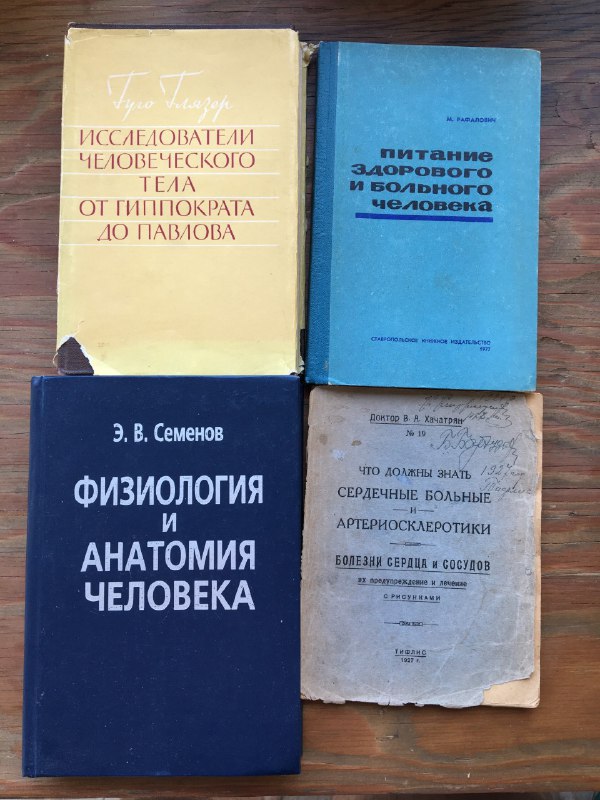 Гуго Глязер
ИССЛЕДОВАТЕЛИ
ЧЕЛОВЕЧЕСКОГО
ТЕЛА
ОТ ГИППОКРАТА
ДО ПАВЛОВА
М. РАФАЛОВИЧ
питание
здорового
и больного
человека
СТАВРОПОЛЬСКОЕ КНИЖНОЕ ИЗДАТЕЛЬСТВО
1977
Э. В. Семенов
ФИЗИОЛОГИЯ
и
АНАТОМИЯ
ЧЕЛОВЕКА
Доктор В. А. Хачатрян
№ 19
1927
ЧТО ДОЛЖНЫ ЗНАТЬ
СЕРДЕЧНЫЕ БОЛЬНЫЕ
и
АРТЕРИОСКЛЕРОТИКИ
БОЛЕЗНИ СЕРДЦА и СОСУДОВ
их предупреждение и лечение
С РИСУНКАМИ
ТИФЛИС
1927 г.